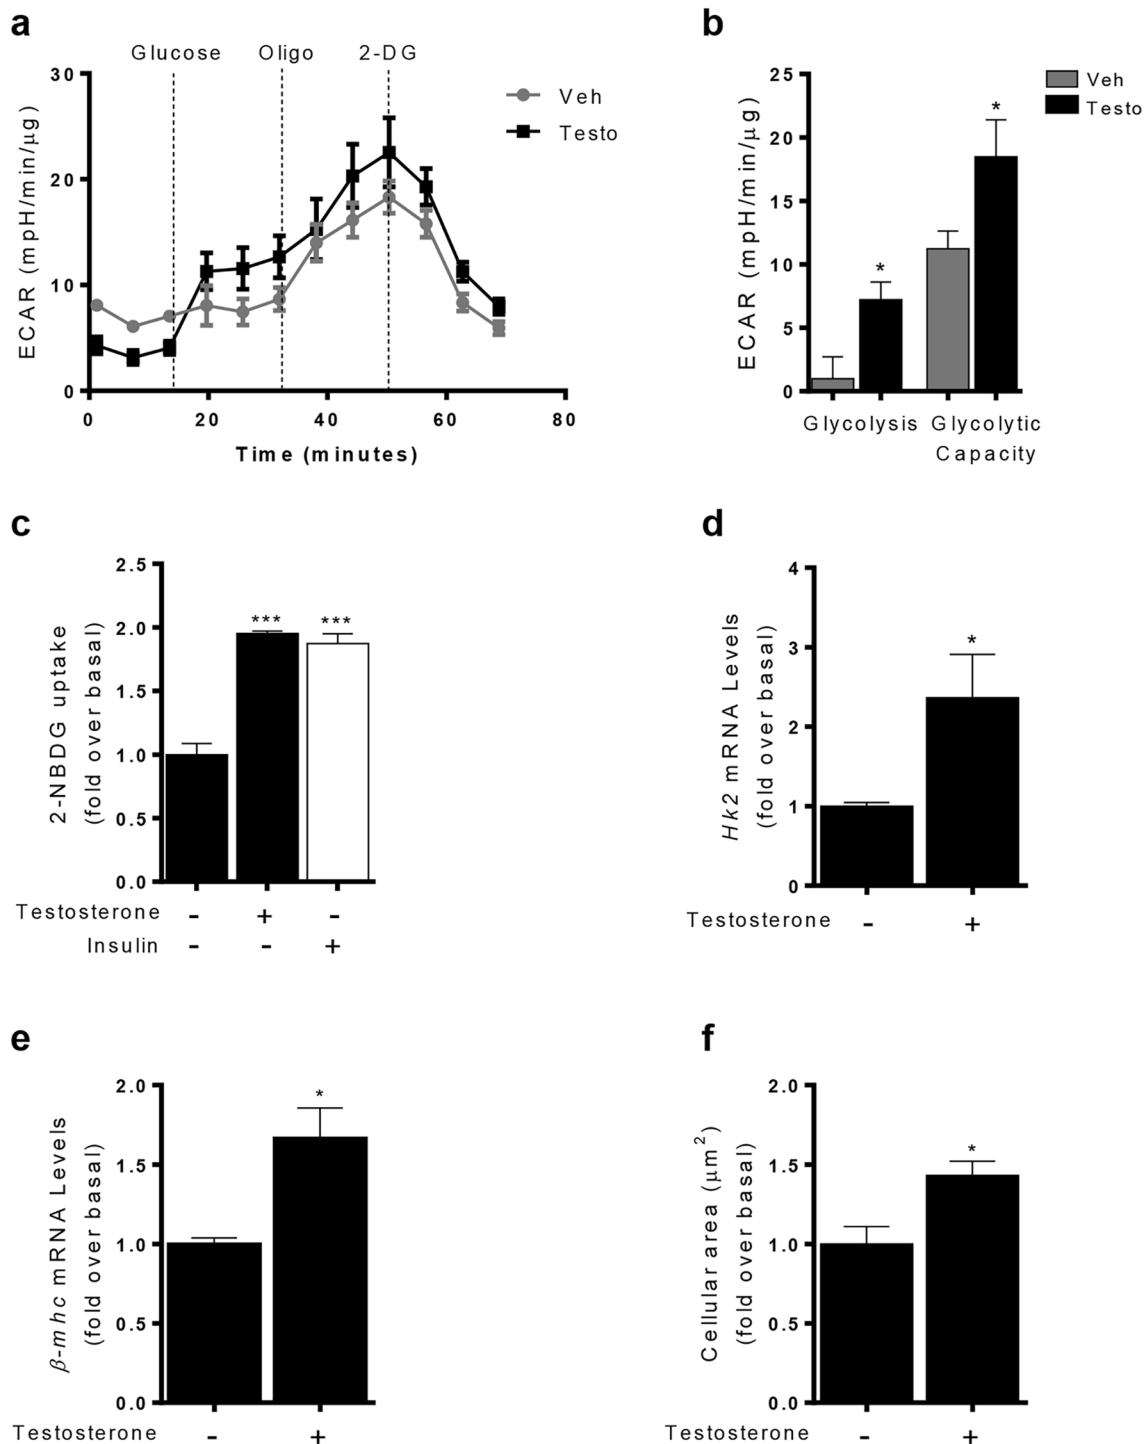 a
Glucose Oligo 2-DG
ECAR (mpH/min/µg)
30
20
10
0
0 20 40 60 80
Time (minutes)
Veh
Testo
b
ECAR (mpH/min/µg)
25
20
15
10
5
0
*
*
Glycolysis Glycolytic
Capacity
Veh
Testo
c
2-NBDG uptake
(fold over basal)
2.5
2.0
1.5
1.0
0.5
0.0
*** ***
Testosterone - + -
Insulin - - +
d
Hk2 mRNA Levels
(fold over basal)
4
3
2
1
0
*
Testosterone - +
e
β-mhc mRNA Levels
(fold over basal)
2.0
1.5
1.0
0.5
0.0
*
Testosterone - +
f
Cellular area (µm²)
(fold over basal)
2.0
1.5
1.0
0.5
0.0
*
Testosterone - +